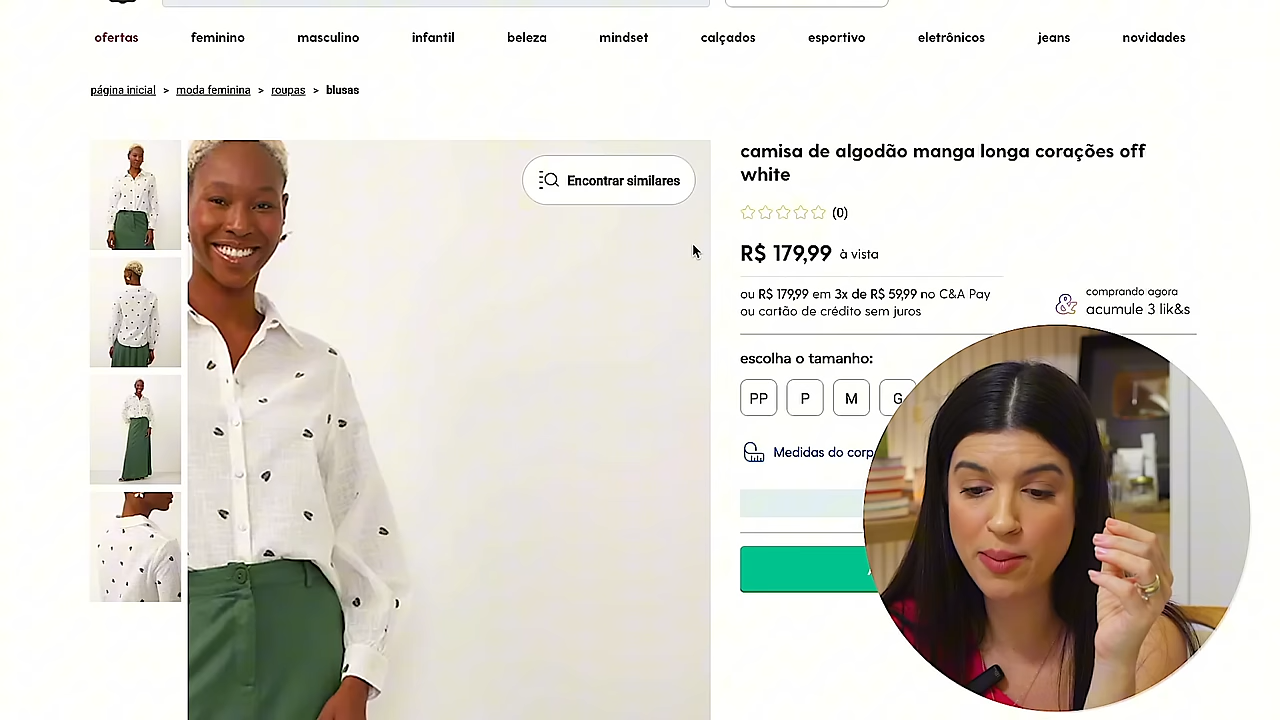 ofertas feminino masculino infantil beleza mindset calçados esportivo eletrônicos jeans novidades
página inicial > moda feminina > roupas > blusas
Encontrar similares
camisa de algodão manga longa corações off
white
(0)
R$ 179,99 à vista
ou R$ 179,99 em 3x de R$ 59,99 no C&A Pay
ou cartão de crédito sem juros
comprando agora
acumule 3 lik&s
escolha o tamanho:
PP P M G
Medidas do corp